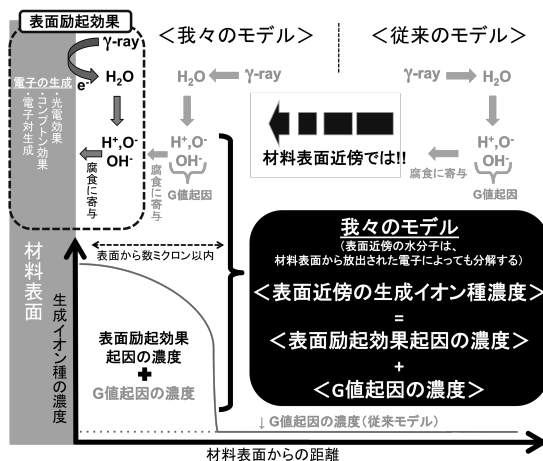 表面励起効果
γ-ray
e-
H₂O
電子の生成
・光電効果
・コンプトン効果
・電子対生成
H⁺,O⁻
OH⁻
腐食に寄与
＜我々のモデル＞
H₂O
γ-ray
H⁺,O⁻
OH⁻
腐食に寄与
G値起因
＜従来のモデル＞
γ-ray
H₂O
H⁺,O⁻
OH⁻
腐食に寄与
G値起因
材料表面近傍では!!
材料表面
表面から数ミクロン以内
生成イオン種の濃度
表面励起効果
起因の濃度
+
G値起因の濃度
我々のモデル
(表面近傍の水分子は、
材料表面から放出された電子によっても分解する)
＜表面近傍の生成イオン種濃度＞
=
＜表面励起効果起因の濃度＞
+
＜G値起因の濃度＞
↓G値起因の濃度(従来モデル)
材料表面からの距離